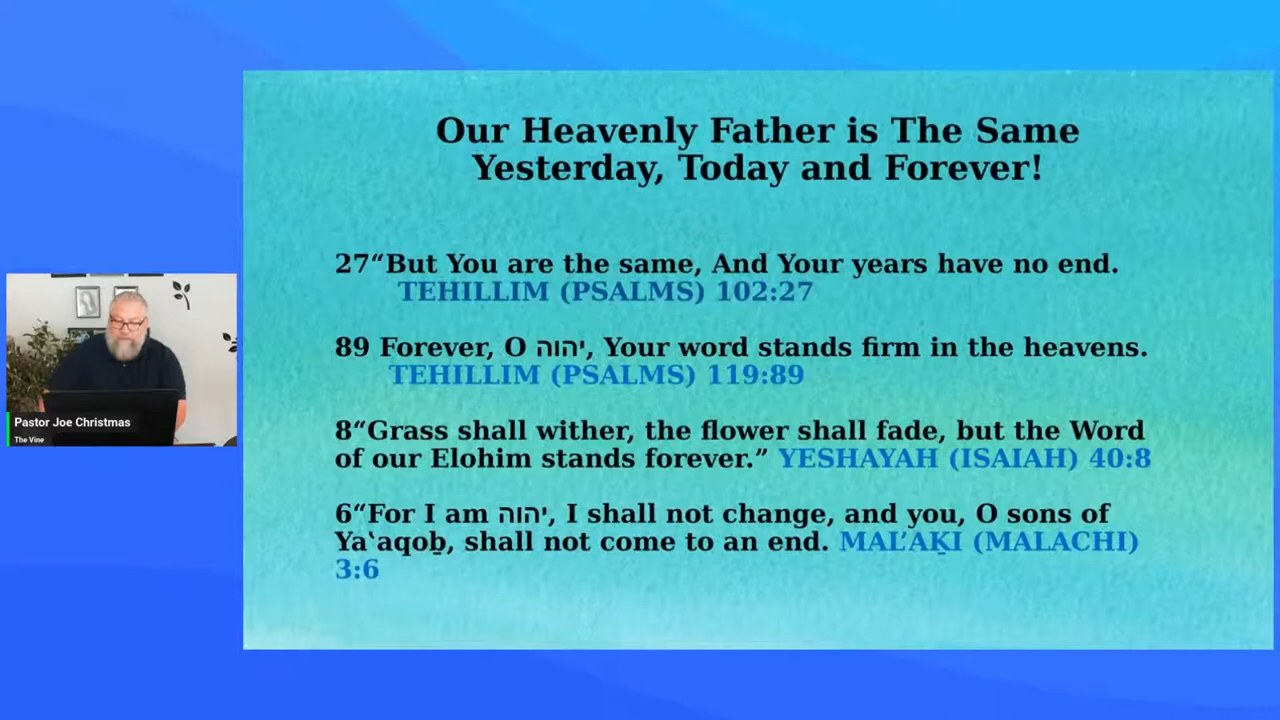 Our Heavenly Father is The Same
Yesterday, Today and Forever!
27“But You are the same, And Your years have no end.
TEHILLIM (PSALMS) 102:27
89 Forever, O יהוה, Your word stands firm in the heavens.
TEHILLIM (PSALMS) 119:89
8“Grass shall wither, the flower shall fade, but the Word
of our Elohim stands forever.” YESHAYAH (ISAIAH) 40:8
6“For I am יהוה, I shall not change, and you, O sons of
Ya‛aqoḇ, shall not come to an end. MAL’AḴI (MALACHI)
3:6
Pastor Joe Christmas
The Vine